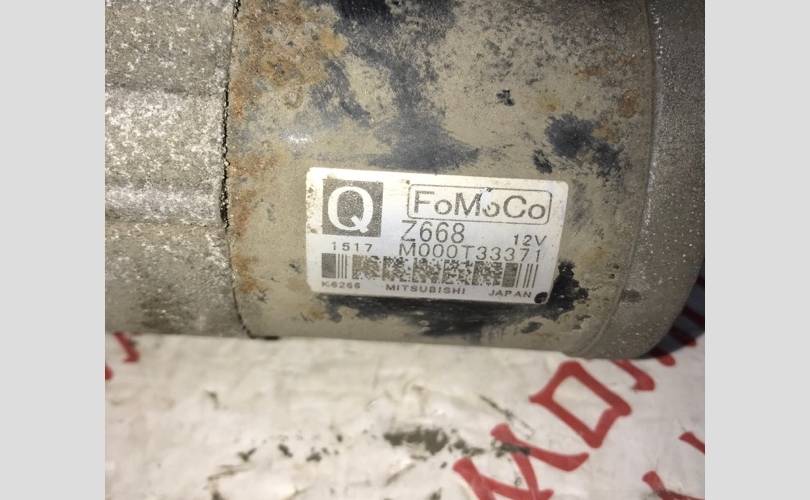 Q FoMoCo
Z668 12V
1517 M000T33371
K6266 MITSUBISHI JAPAN